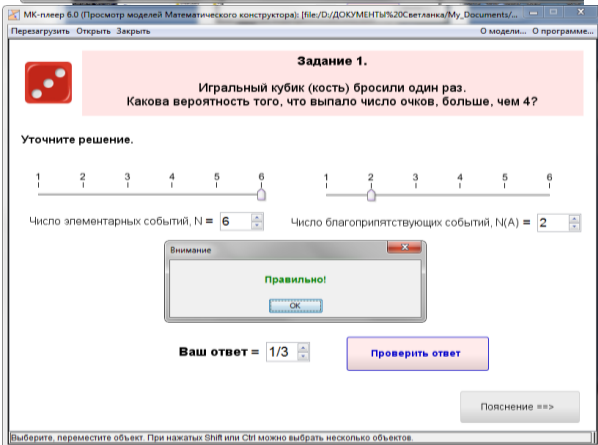 МК-плеер 6.0 (Просмотр моделей Математического конструктора): [file:/D:/ДОКУМЕНТЫ%20Светланка/My_Documents/...
Перезагрузить Открыть Закрыть О модели... О программе...
Задание 1.
Игральный кубик (кость) бросили один раз.
Какова вероятность того, что выпало число очков, больше, чем 4?
Уточните решение.
1 2 3 4 5 6 1 2 3 4 5 6
Число элементарных событий, N = 6 Число благоприятствующих событий, N(A) = 2
Внимание
Правильно!
OK
Ваш ответ = 1/3 Проверить ответ
Пояснение ==>
Выберите, переместите объект. При нажатых Shift или Ctrl можно выбрать несколько объектов.